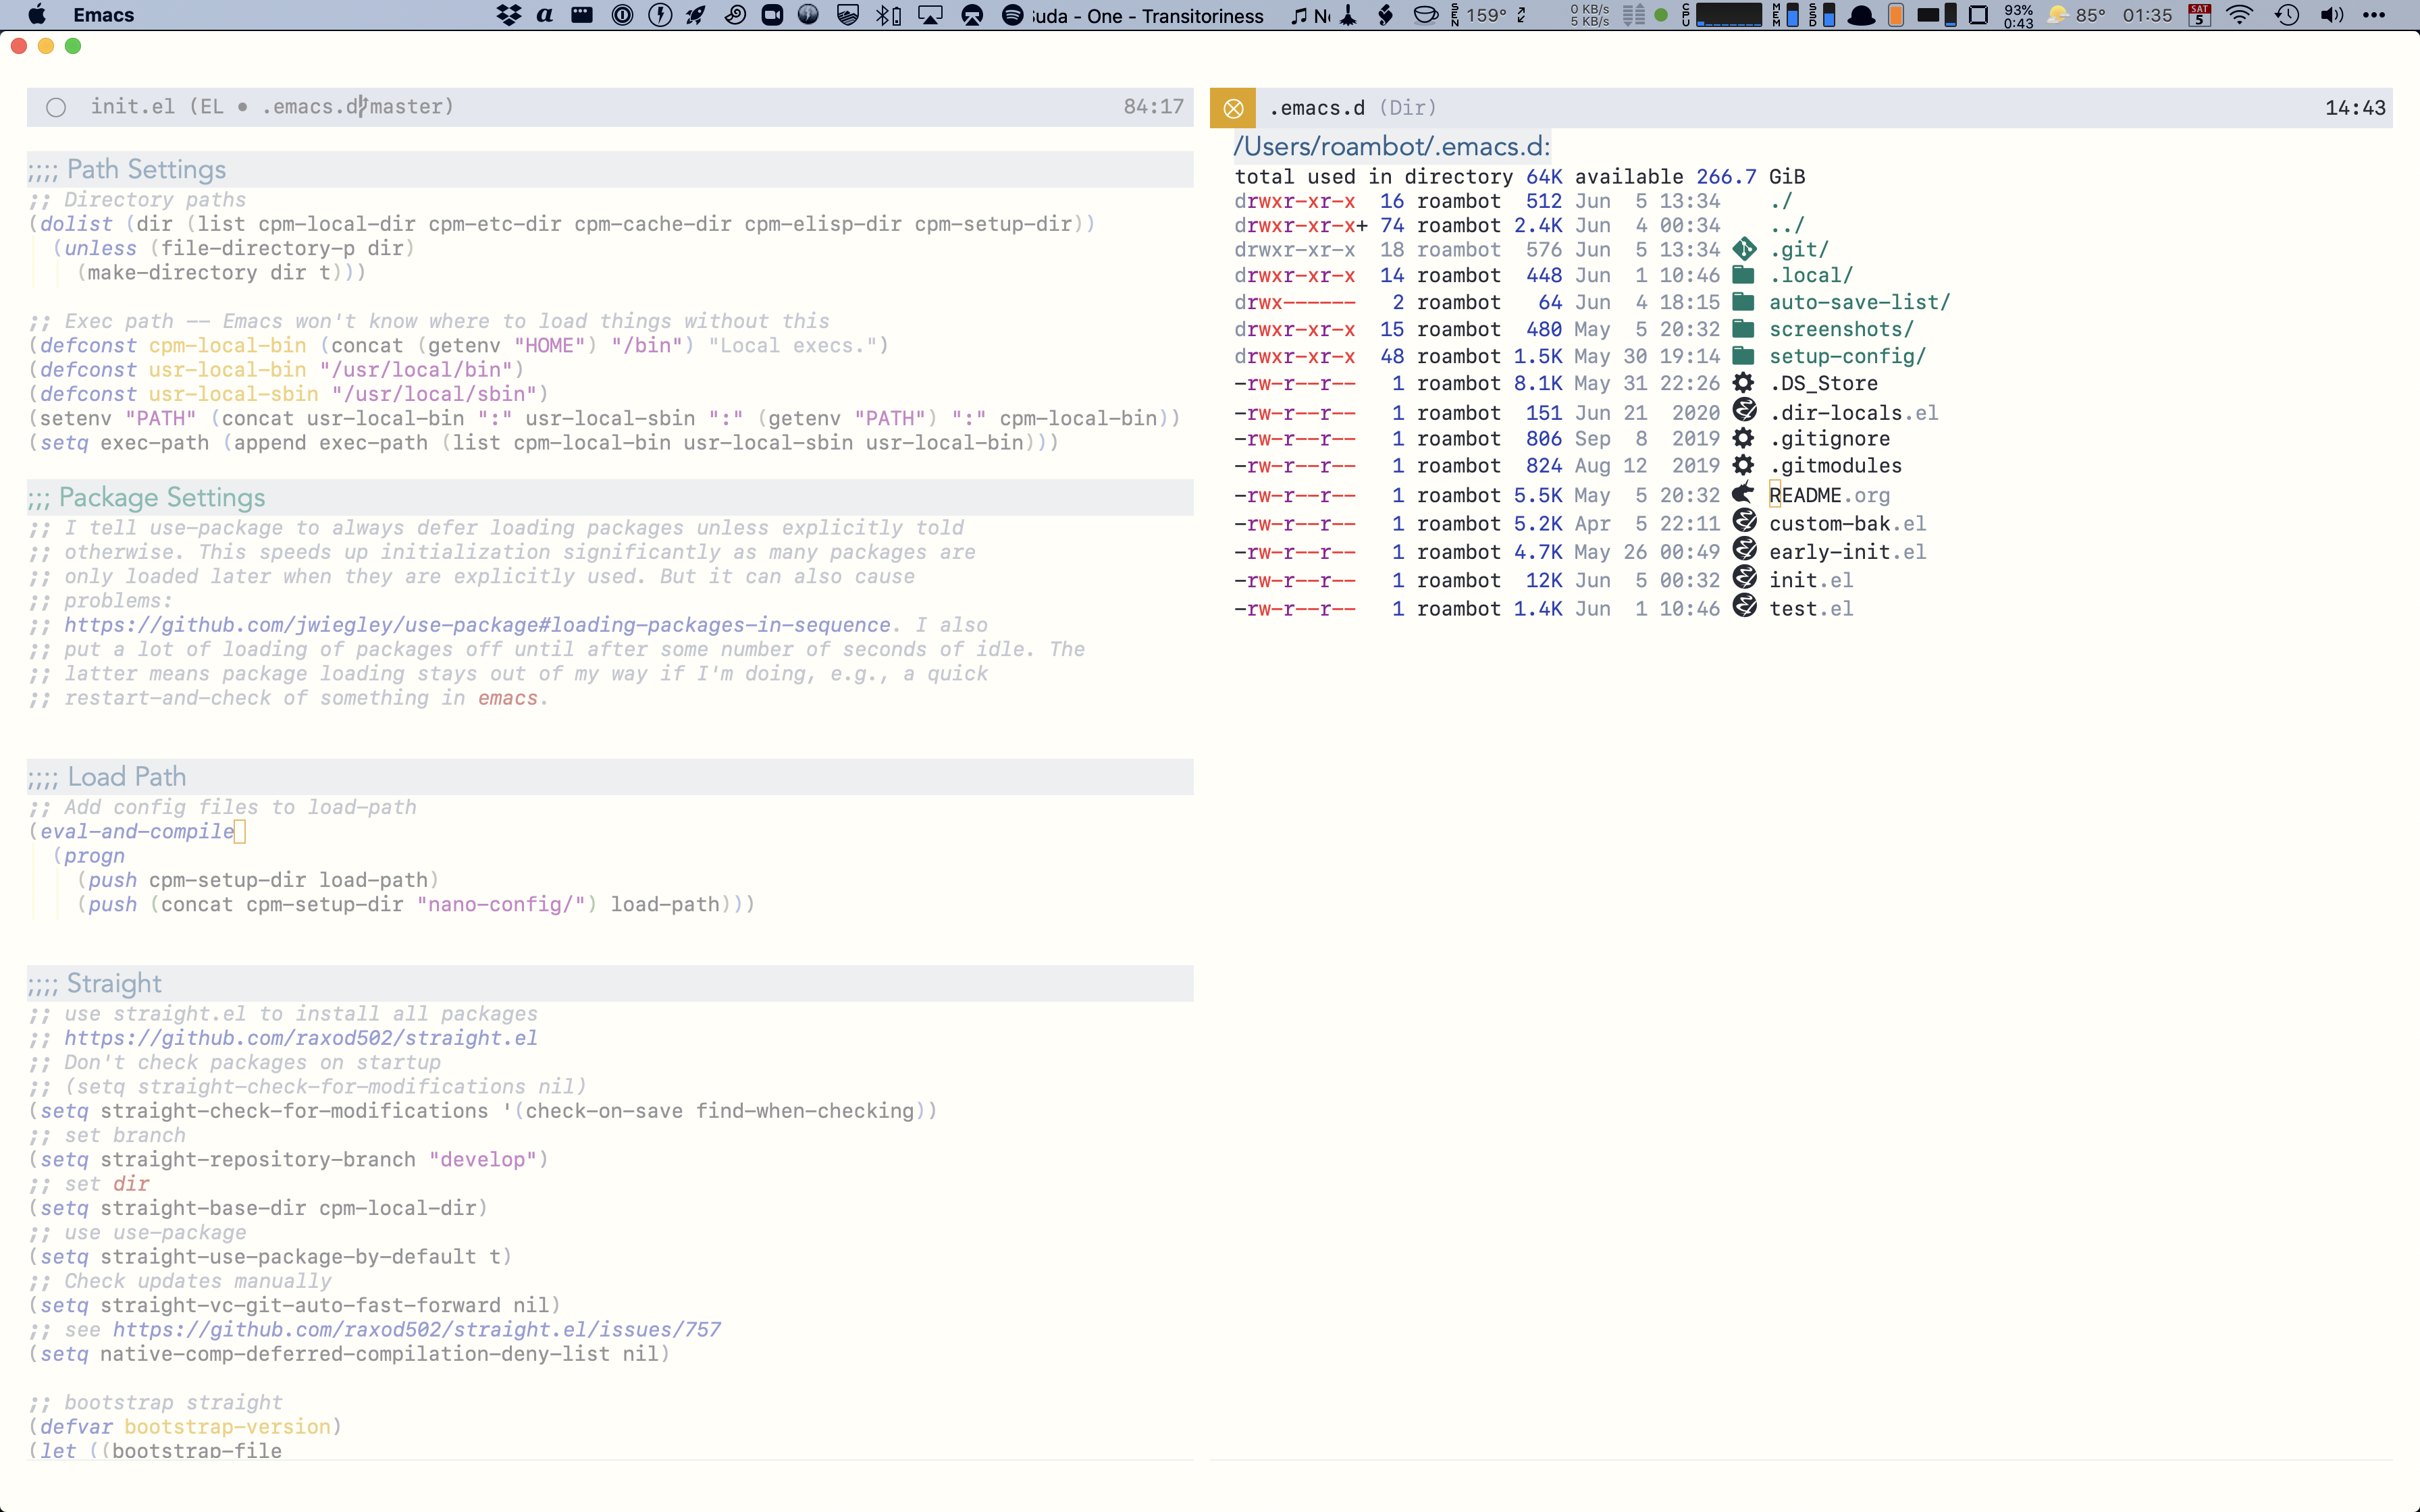 Emacs
:uda - One - Transitoriness
SEN 159°
0 KB/s
5 KB/s
CPU
MEM
SSD
93%
0:43
85°
01:35
SAT
5
init.el (EL • .emacs.d master)
84:17
;;;; Path Settings
;; Directory paths
(dolist (dir (list cpm-local-dir cpm-etc-dir cpm-cache-dir cpm-elisp-dir cpm-setup-dir))
(unless (file-directory-p dir)
(make-directory dir t)))
;; Exec path -- Emacs won't know where to load things without this
(defconst cpm-local-bin (concat (getenv "HOME") "/bin") "Local execs.")
(defconst usr-local-bin "/usr/local/bin")
(defconst usr-local-sbin "/usr/local/sbin")
(setenv "PATH" (concat usr-local-bin ":" usr-local-sbin ":" (getenv "PATH") ":" cpm-local-bin))
(setq exec-path (append exec-path (list cpm-local-bin usr-local-sbin usr-local-bin)))
;;; Package Settings
;; I tell use-package to always defer loading packages unless explicitly told
;; otherwise. This speeds up initialization significantly as many packages are
;; only loaded later when they are explicitly used. But it can also cause
;; problems:
;; https://github.com/jwiegley/use-package#loading-packages-in-sequence. I also
;; put a lot of loading of packages off until after some number of seconds of idle. The
;; latter means package loading stays out of my way if I'm doing, e.g., a quick
;; restart-and-check of something in emacs.
;;;; Load Path
;; Add config files to load-path
(eval-and-compile
(progn
(push cpm-setup-dir load-path)
(push (concat cpm-setup-dir "nano-config/") load-path)))
;;;; Straight
;; use straight.el to install all packages
;; https://github.com/raxod502/straight.el
;; Don't check packages on startup
;; (setq straight-check-for-modifications nil)
(setq straight-check-for-modifications '(check-on-save find-when-checking))
;; set branch
(setq straight-repository-branch "develop")
;; set dir
(setq straight-base-dir cpm-local-dir)
;; use use-package
(setq straight-use-package-by-default t)
;; Check updates manually
(setq straight-vc-git-auto-fast-forward nil)
;; see https://github.com/raxod502/straight.el/issues/757
(setq native-comp-deferred-compilation-deny-list nil)
;; bootstrap straight
(defvar bootstrap-version)
(let ((bootstrap-file
.emacs.d (Dir)
14:43
/Users/roambot/.emacs.d:
total used in directory 64K available 266.7 GiB
drwxr-xr-x 16 roambot 512 Jun 5 13:34 ./
drwxr-xr-x+ 74 roambot 2.4K Jun 4 00:34 ../
drwxr-xr-x 18 roambot 576 Jun 5 13:34 .git/
drwxr-xr-x 14 roambot 448 Jun 1 10:46 .local/
drwx------ 2 roambot 64 Jun 4 18:15 auto-save-list/
drwxr-xr-x 15 roambot 480 May 5 20:32 screenshots/
drwxr-xr-x 48 roambot 1.5K May 30 19:14 setup-config/
-rw-r--r-- 1 roambot 8.1K May 31 22:26 .DS_Store
-rw-r--r-- 1 roambot 151 Jun 21 2020 .dir-locals.el
-rw-r--r-- 1 roambot 806 Sep 8 2019 .gitignore
-rw-r--r-- 1 roambot 824 Aug 12 2019 .gitmodules
-rw-r--r-- 1 roambot 5.5K May 5 20:32 README.org
-rw-r--r-- 1 roambot 5.2K Apr 5 22:11 custom-bak.el
-rw-r--r-- 1 roambot 4.7K May 26 00:49 early-init.el
-rw-r--r-- 1 roambot 12K Jun 5 00:32 init.el
-rw-r--r-- 1 roambot 1.4K Jun 1 10:46 test.el